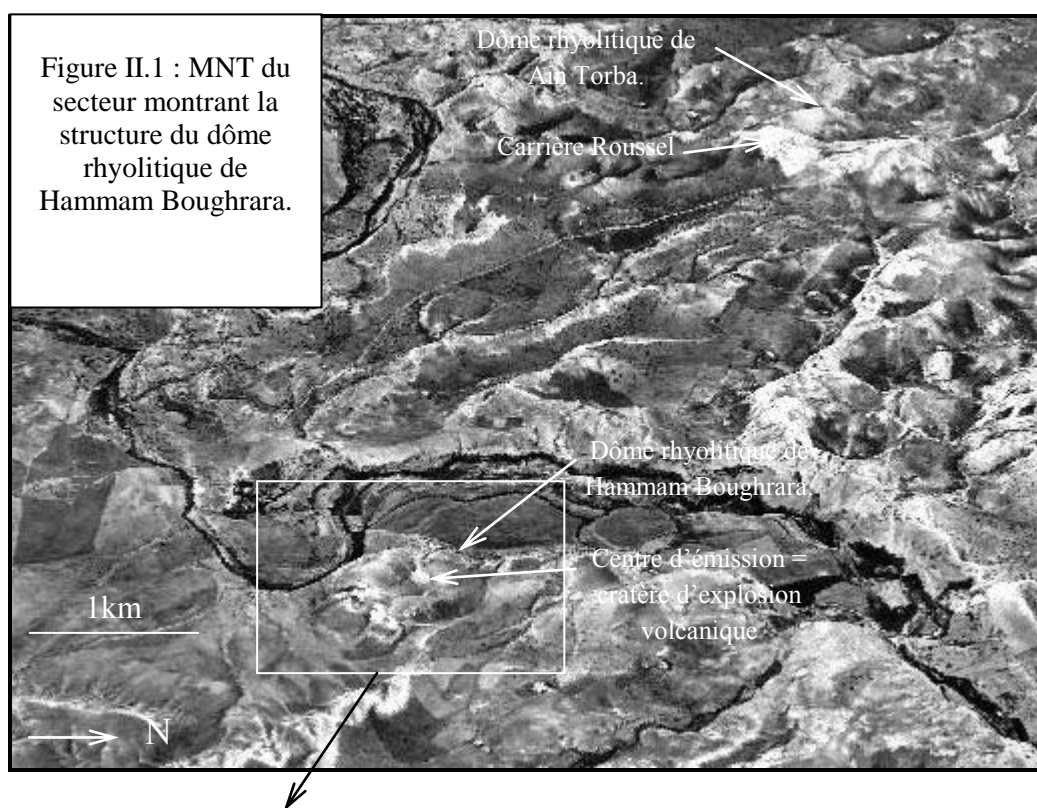 Figure II.1 : MNT du
secteur montrant la
structure du dôme
rhyolitique de
Hammam Boughrara.
Dôme rhyolitique de
Ain Torba.
Carrière Roussel
Dôme rhyolitique de
Hammam Boughrara.
Centre d’émission =
cratère d’explosion
volcanique
1km
N